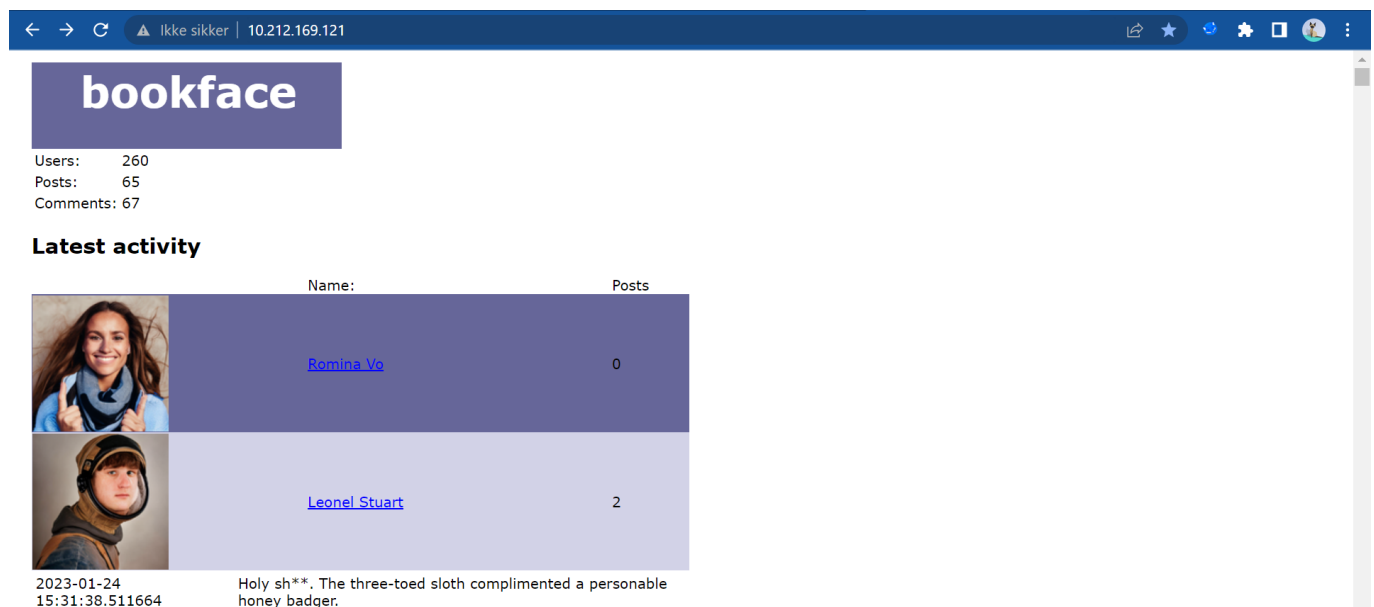 Ikke sikker | 10.212.169.121
bookface
Users: 260
Posts: 65
Comments: 67
Latest activity
Name: Posts
Romina Vo 0
Leonel Stuart 2
2023-01-24 Holy sh**. The three-toed sloth complimented a personable
15:31:38.511664 honey badger.